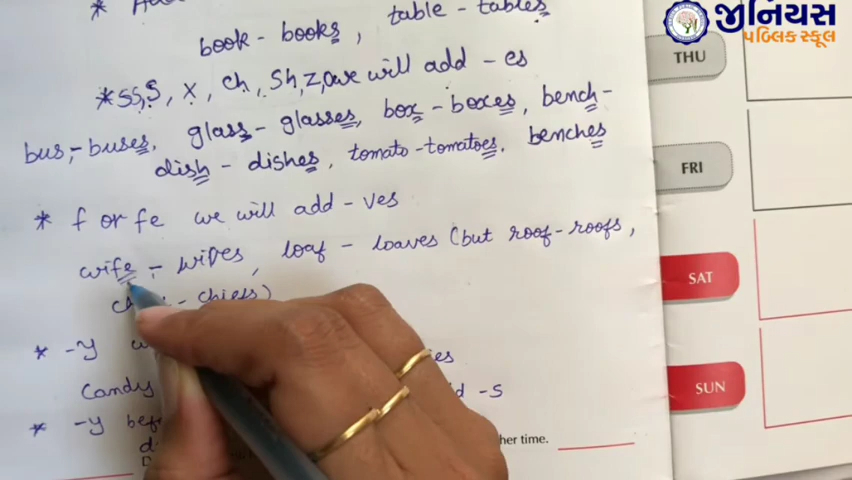 જીનિયસ
પબ્લિક સ્કૂલ
* 
table - tables
book - books,
* ss, s, x, ch, sh, z, o we will add - es
bus, - buses, glass - glasses, box - boxes, bench -
dish - dishes, tomato - tomatoes. benches
* f or fe we will add - ves
wife - wives, loaf - loaves (but roof - roofs,
- chiefs)
* -y
ies
Candy
-s
* -y
her time.
THU
FRI
SAT
SUN